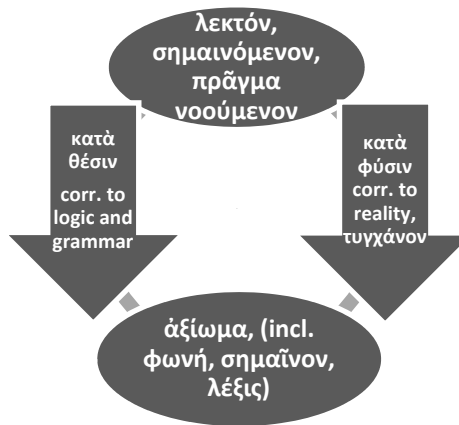 λεκτόν,
σημαινόμενον,
πρᾶγμα
νοούμενον
κατὰ
θέσιν
corr. to
logic and
grammar
κατὰ
φύσιν
corr. to
reality,
τυγχάνον
ἀξίωμα, (incl.
φωνή, σημαῖνον,
λέξις)